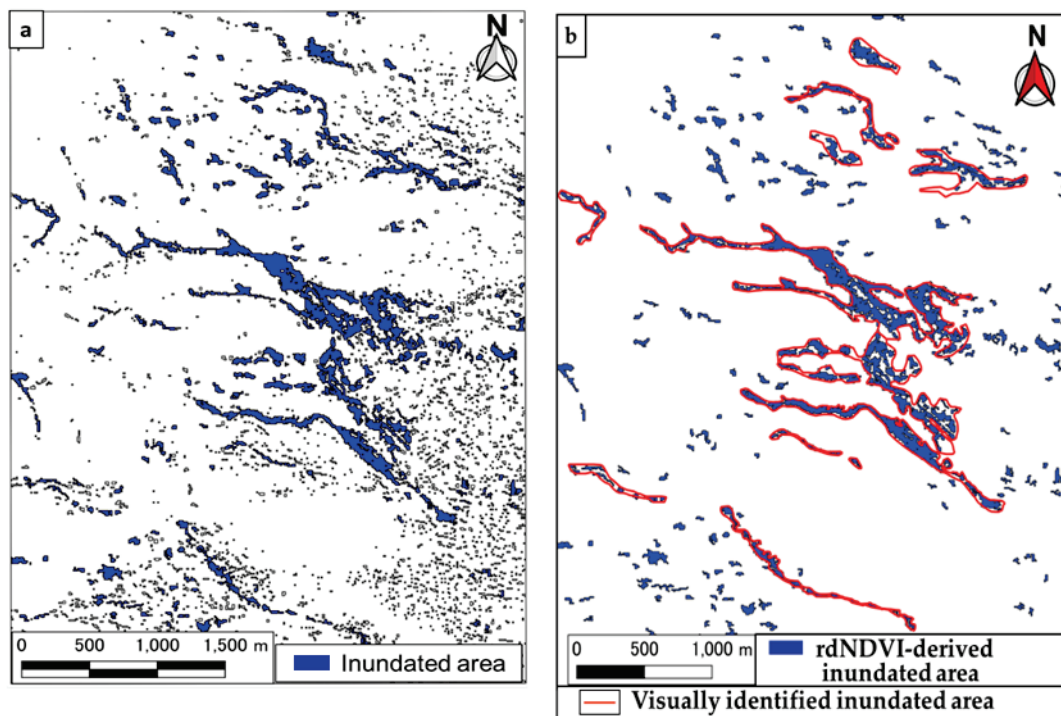 a
N
0 500 1,000 1,500 m
Inundated area
b
N
0 500 1,000 m
rdNDVI-derived
inundated area
Visually identified inundated area